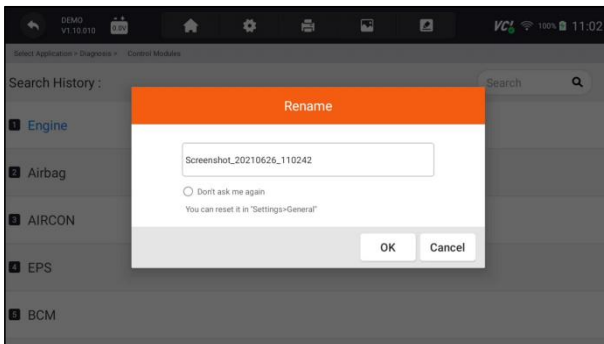 DEMO
V1.10.010
0.8V
VCI
100%
11:02
Select Application > Diagnosis > Control Modules
Search History :
Search
Rename
1 Engine
Screenshot_20210626_110242
2 Airbag
Don't ask me again
You can reset it in "Settings>General"
3 AIRCON
OK
Cancel
4 EPS
5 BCM